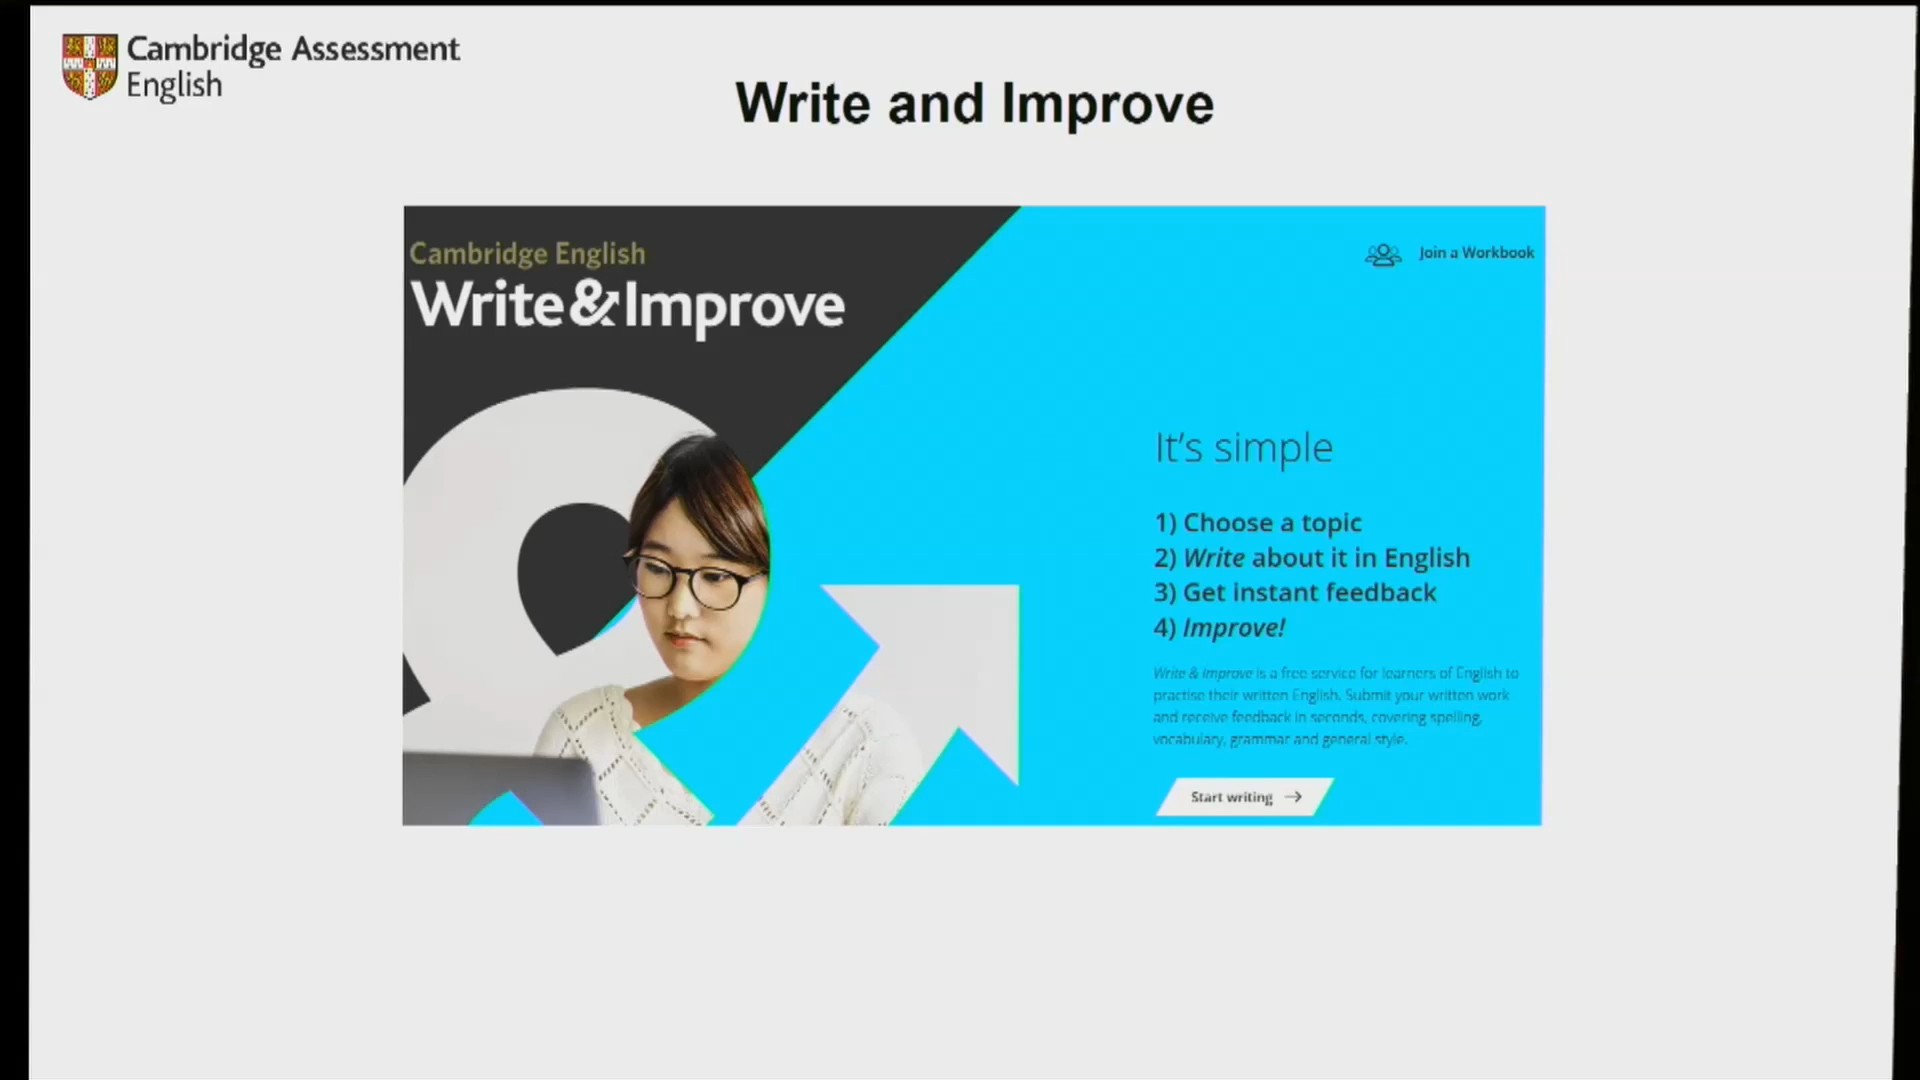 Cambridge Assessment
English
Write and Improve
Cambridge English
Write&Improve
Join a Workbook
It's simple
1) Choose a topic
2) Write about it in English
3) Get instant feedback
4) Improve!
Write & Improve is a free service for learners of English to
practise their written English. Submit your written work
and receive feedback in seconds, covering spelling,
vocabulary, grammar and general style.
Start writing